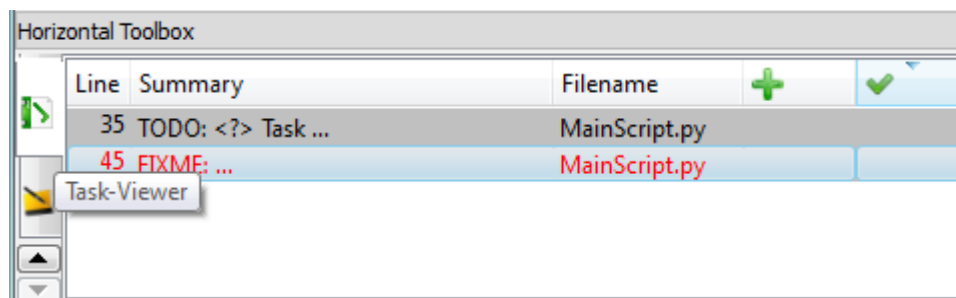 Horizontal Toolbox
Line Summary Filename
35 TODO: <?> Task ... MainScript.py
45 FIXME: ... MainScript.py
Task-Viewer